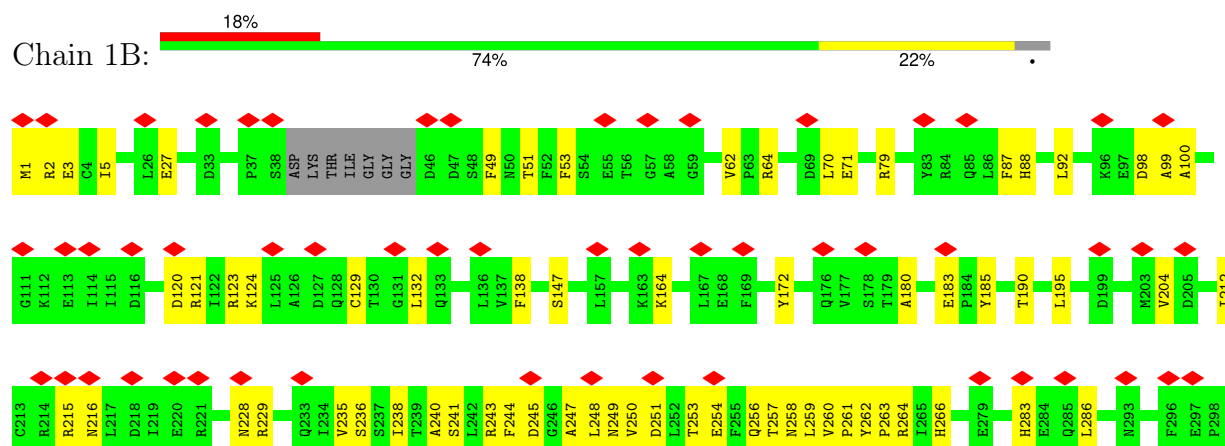 18%
Chain 1B:
74% 22% •
M1 R2 E3 C4 I5 L26 E27 D33 P37 S38 ASP LYS THR ILE GLY GLY GLY D46 D47 S48 F49 N50 T51 F52 F53 S54 E55 T56 G57 A58 G59 V62 P63 R64 D69 L70 E71 R79 Y83 R84 Q85 L86 F87 H88 L92 K96 E97 D98 A99 A100
G111 K112 E113 I114 I115 D116 D120 R121 I122 R123 K124 L125 A126 D127 Q128 C129 T130 G131 L132 Q133 L136 V137 F138 S147 L157 K163 K164 L167 E168 F169 Y172 Q176 V177 S178 T179 A180 E183 P184 Y185 T190 L195 D199 M203 V204 D205 I212
C213 R214 R215 N216 L217 D218 I219 E220 R221 N228 R229 Q233 I234 V235 S236 S237 I238 T239 A240 S241 L242 R243 F244 D245 G246 A247 L248 N249 V250 D251 L252 T253 E254 F255 Q256 T257 N258 L259 V260 P261 Y262 P263 R264 I265 H266 E279 H283 E284 Q285 L286 N293 F296 E297 P298